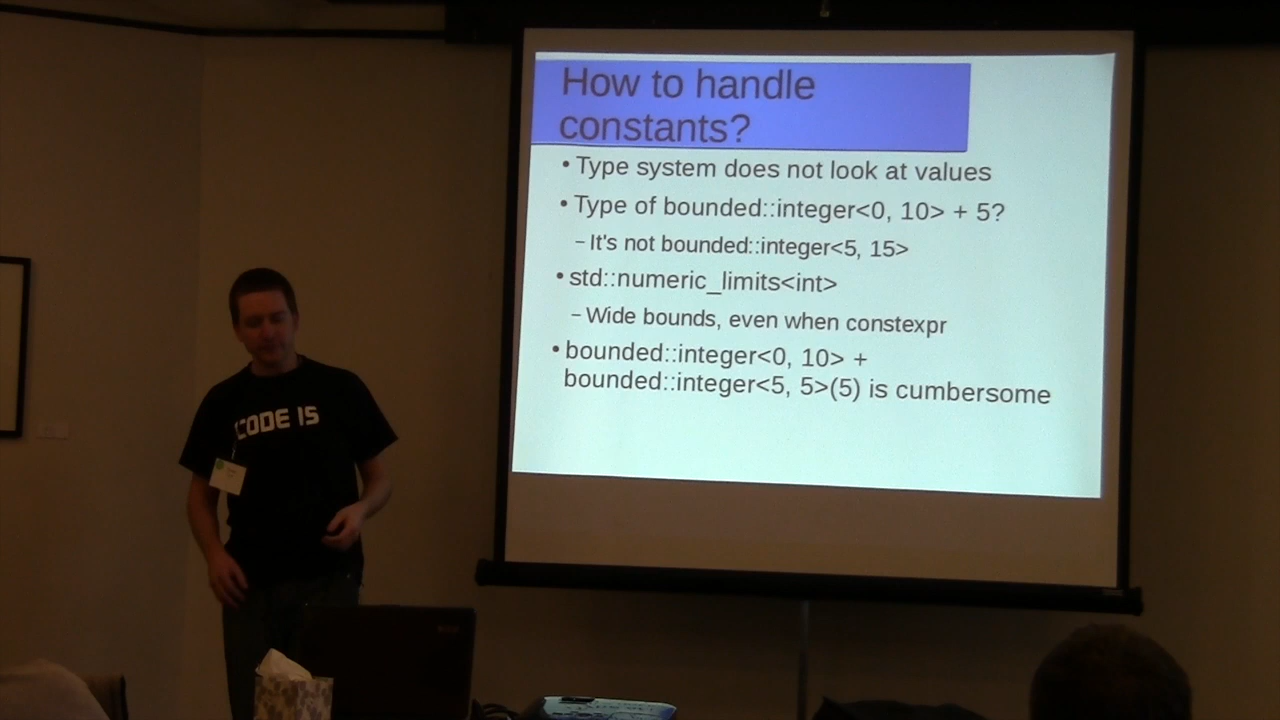 How to handle
constants?
• Type system does not look at values
• Type of bounded::integer<0, 10> + 5?
– It's not bounded::integer<5, 15>
• std::numeric_limits<int>
– Wide bounds, even when constexpr
• bounded::integer<0, 10> +
bounded::integer<5, 5>(5) is cumbersome
CODE IS